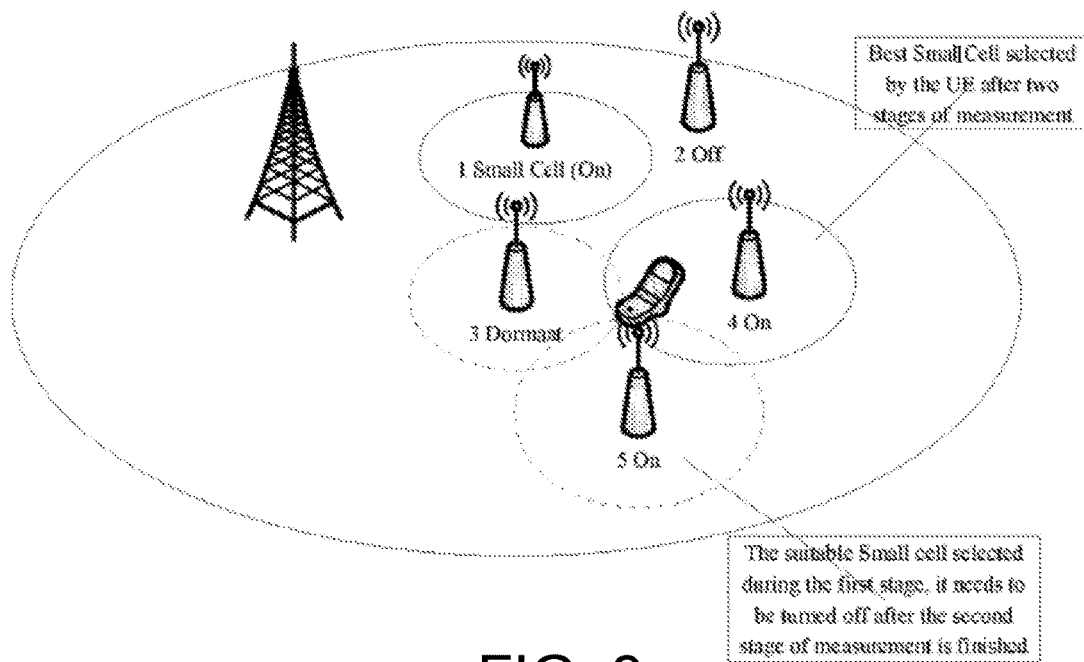 Best Small Cell selected
by the UE after two
stages of measurement
2 Off
1 Small Cell (On)
4 On
3 Dormant
5 On
The suitable Small cell selected
during the first stage, it needs to
be turned off after the second
stage of measurement is finished